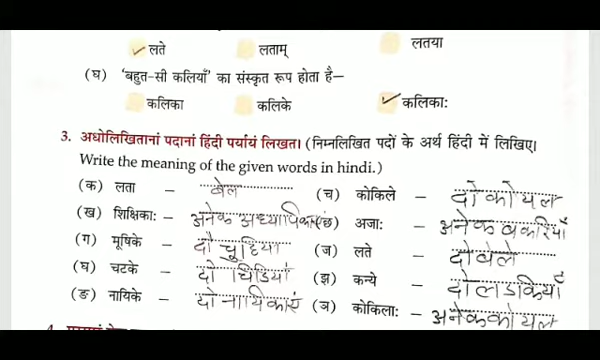 ✓ लते लताम् लतया
(घ) 'बहुत-सी कलियाँ' का संस्कृत रूप होता है—
कलिका कलिके ✓ कलिकाः
3. अधोलिखितानां पदानां हिंदी पर्यायं लिखत। (निम्नलिखित पदों के अर्थ हिंदी में लिखिए।
Write the meaning of the given words in hindi.)
(क) लता – बेल (च) कोकिले – दो कोयल
(ख) शिक्षिकाः – अनेक अध्यापिकाएं (छ) अजाः – अनेक बकरियाँ
(ग) मूषिके – दो चुहिया (ज) लते – दो बेले
(घ) चटके – दो चिडियां (झ) कन्ये – दो लडकियाँ
(ङ) नायिके – दो नायिकाएं (ञ) कोकिलाः – अनेक कोयल